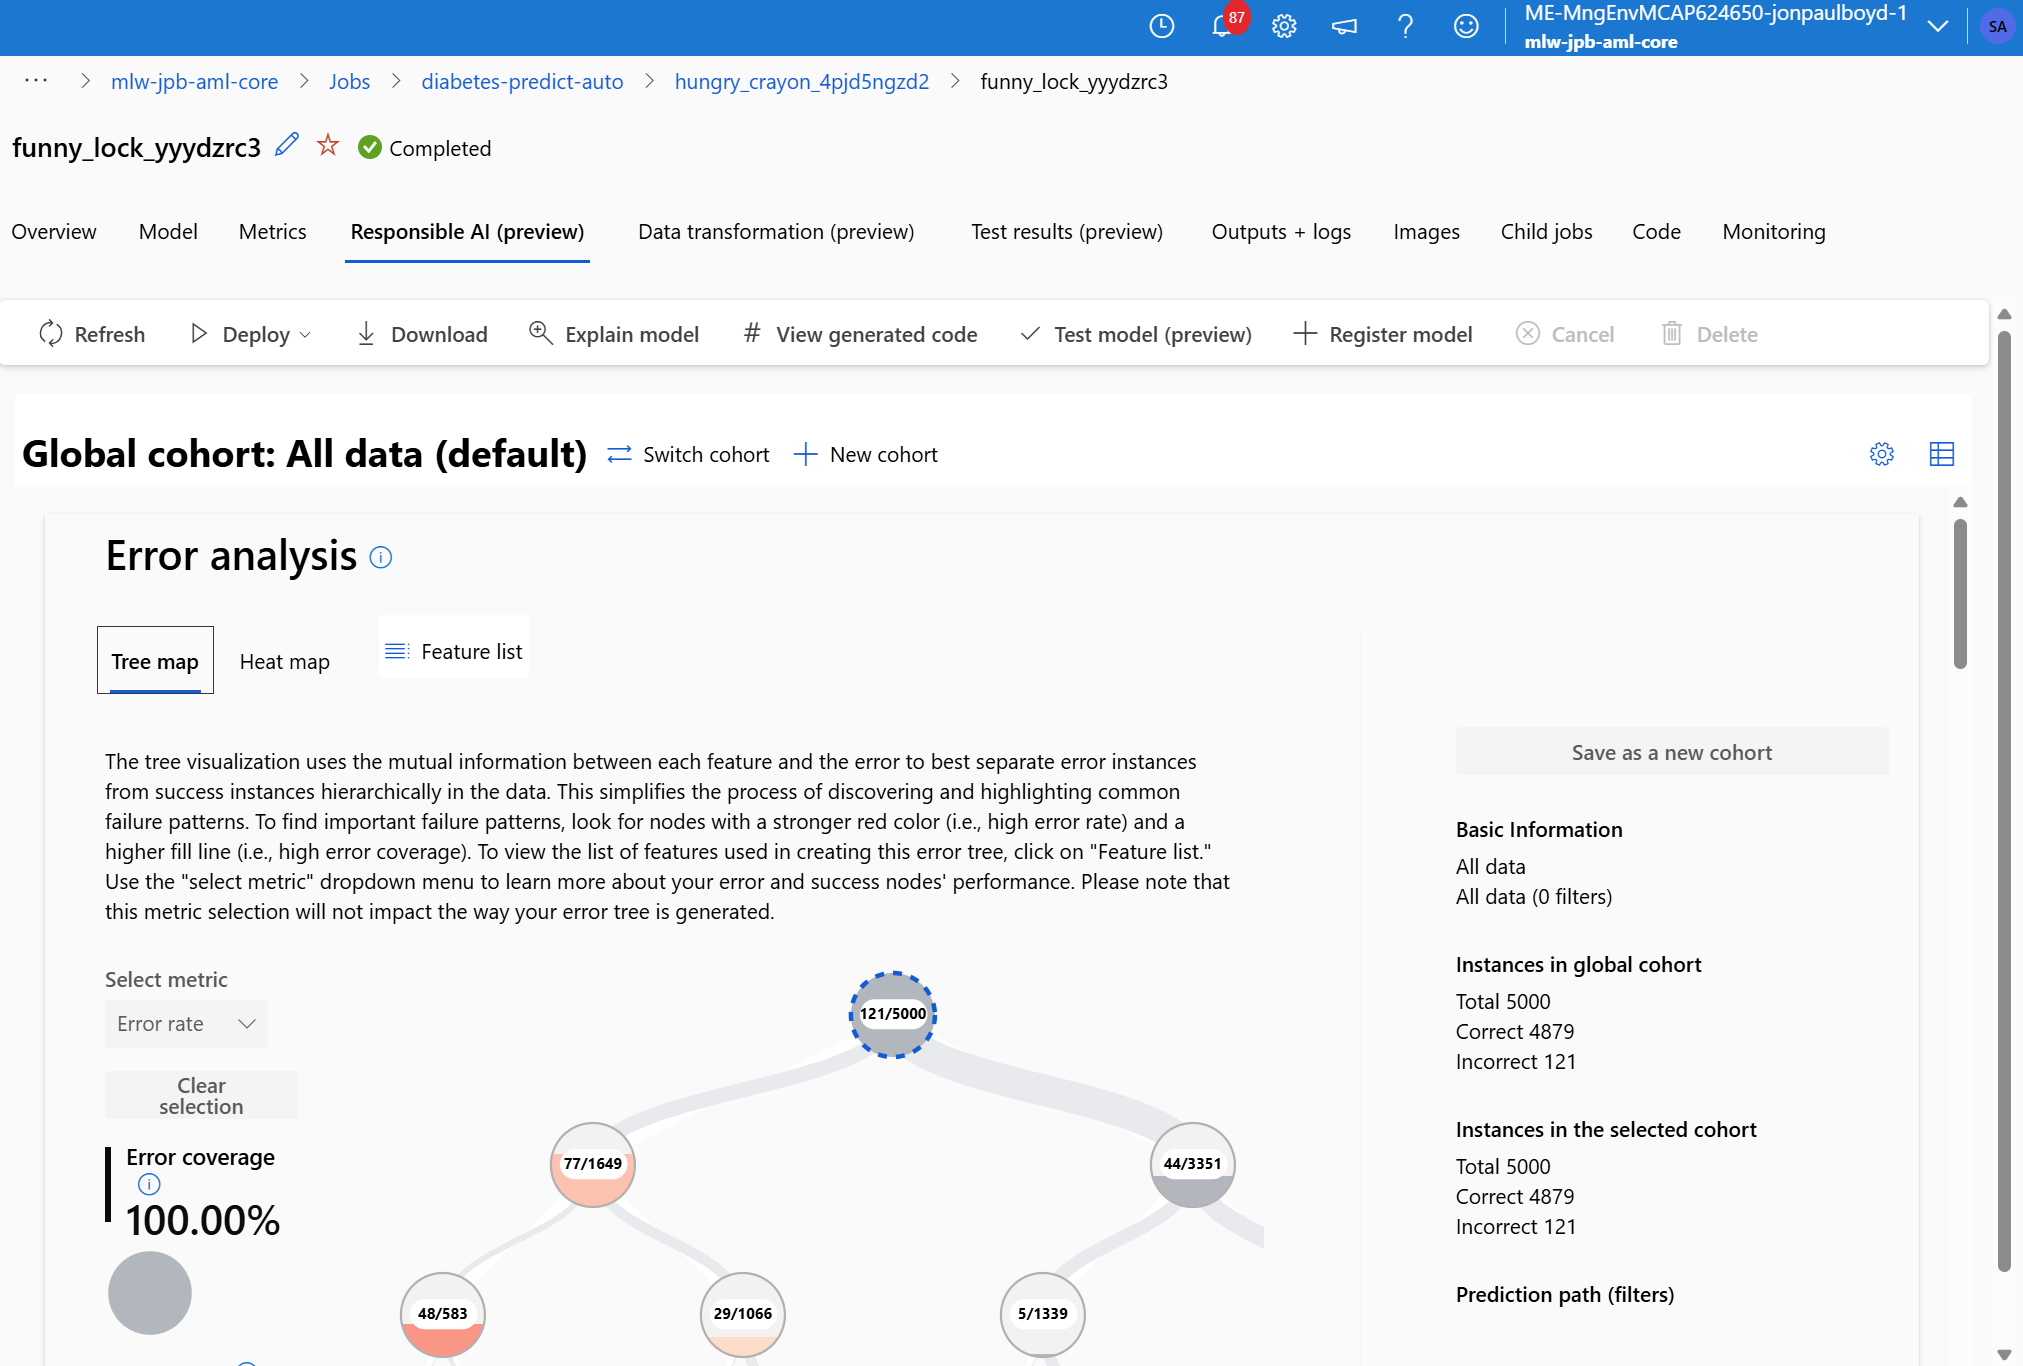 87
ME-MngEnvMCAP624650-jonpaulboyd-1
mlw-jpb-aml-core
SA
··· > mlw-jpb-aml-core > Jobs > diabetes-predict-auto > hungry_crayon_4pjd5ngzd2 > funny_lock_yyydzrc3
funny_lock_yyydzrc3 Completed
Overview Model Metrics Responsible AI (preview) Data transformation (preview) Test results (preview) Outputs + logs Images Child jobs Code Monitoring
Refresh Deploy Download Explain model # View generated code Test model (preview) Register model Cancel Delete
Global cohort: All data (default) Switch cohort New cohort
Error analysis
Tree map Heat map Feature list
The tree visualization uses the mutual information between each feature and the error to best separate error instances
from success instances hierarchically in the data. This simplifies the process of discovering and highlighting common
failure patterns. To find important failure patterns, look for nodes with a stronger red color (i.e., high error rate) and a
higher fill line (i.e., high error coverage). To view the list of features used in creating this error tree, click on "Feature list."
Use the "select metric" dropdown menu to learn more about your error and success nodes' performance. Please note that
this metric selection will not impact the way your error tree is generated.
Select metric
Error rate
Clear
selection
Error coverage
100.00%
121/5000
77/1649
44/3351
48/583
29/1066
5/1339
Save as a new cohort
Basic Information
All data
All data (0 filters)
Instances in global cohort
Total 5000
Correct 4879
Incorrect 121
Instances in the selected cohort
Total 5000
Correct 4879
Incorrect 121
Prediction path (filters)